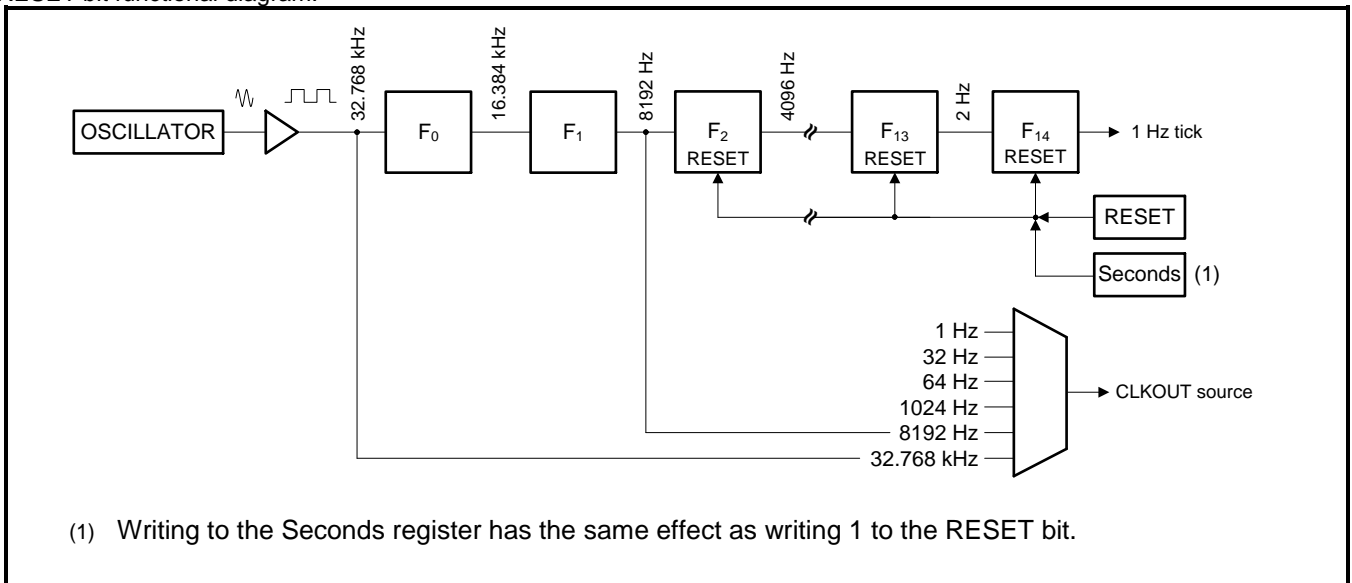 RESET bit functional diagram:
32.768 kHz
16.384 kHz
8192 Hz
4096 Hz
2 Hz
OSCILLATOR
F0
F1
F2
RESET
F13
RESET
F14
RESET
1 Hz tick
RESET
Seconds (1)
1 Hz
32 Hz
64 Hz
1024 Hz
8192 Hz
32.768 kHz
CLKOUT source
(1) Writing to the Seconds register has the same effect as writing 1 to the RESET bit.